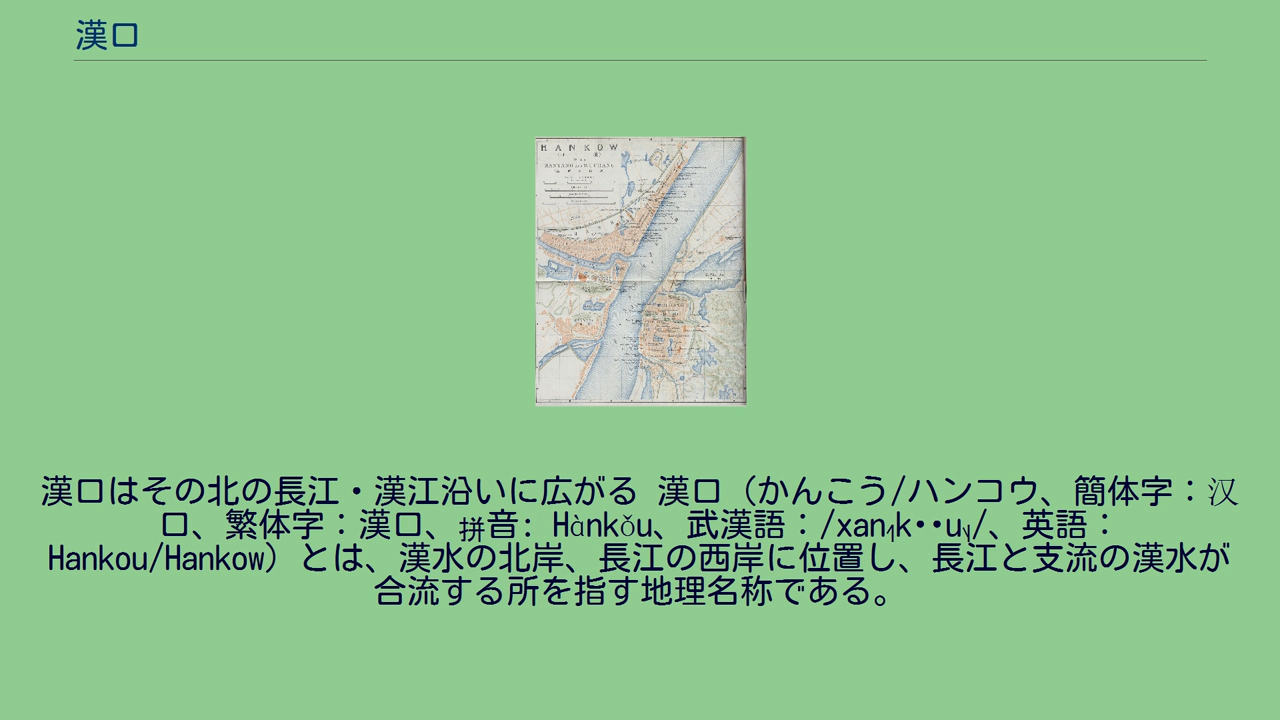 漢口
HANKOW
HANYANG AND WUCHANG
漢口はその北の長江・漢江沿いに広がる 漢口（かんこう/ハンコウ、簡体字：汉
口、繁体字：漢口、拼音: Hànkǒu、武漢語：/xan˧˥k••u˥˧/、英語：
Hankou/Hankow）とは、漢水の北岸、長江の西岸に位置し、長江と支流の漢水が
合流する所を指す地理名称である。